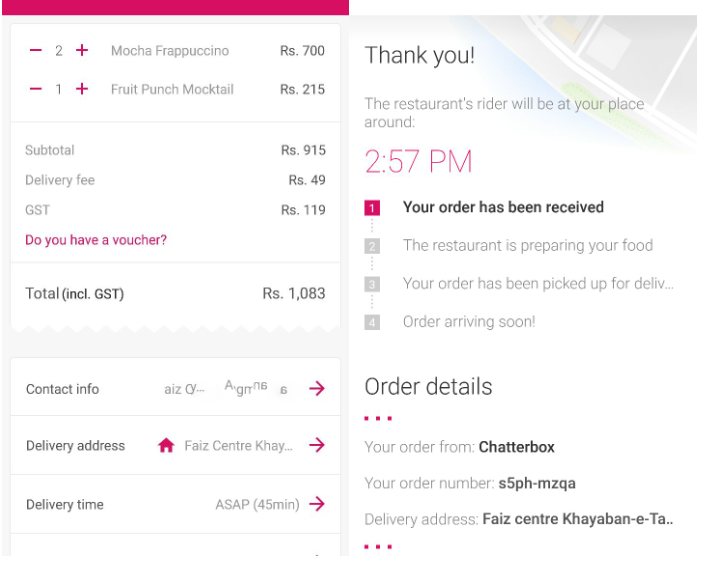 − 2 + Mocha Frappuccino Rs. 700
− 1 + Fruit Punch Mocktail Rs. 215
Subtotal Rs. 915
Delivery fee Rs. 49
GST Rs. 119
Do you have a voucher?
Total (incl. GST) Rs. 1,083
Contact info
Delivery address Faiz Centre Khay...
Delivery time ASAP (45min)
Thank you!
The restaurant's rider will be at your place
around:
2:57 PM
1 Your order has been received
2 The restaurant is preparing your food
3 Your order has been picked up for deliv...
4 Order arriving soon!
Order details
Your order from: Chatterbox
Your order number: s5ph-mzqa
Delivery address: Faiz centre Khayaban-e-Ta..